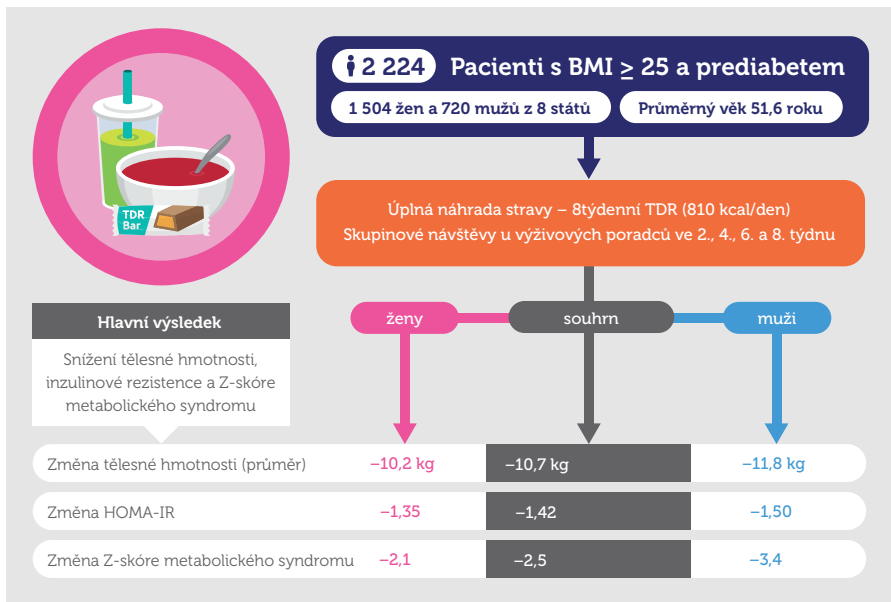 2 224 Pacienti s BMI ≥ 25 a prediabetem
1 504 žen a 720 mužů z 8 států
Průměrný věk 51,6 roku
TDR
Bar
Úplná náhrada stravy – 8týdenní TDR (810 kcal/den)
Skupinové návštěvy u výživových poradců ve 2., 4., 6. a 8. týdnu
Hlavní výsledek
Snížení tělesné hmotnosti,
inzulinové rezistence a Z-skóre
metabolického syndromu
ženy souhrn muži
Změna tělesné hmotnosti (průměr) –10,2 kg –10,7 kg –11,8 kg
Změna HOMA-IR –1,35 –1,42 –1,50
Změna Z-skóre metabolického syndromu –2,1 –2,5 –3,4